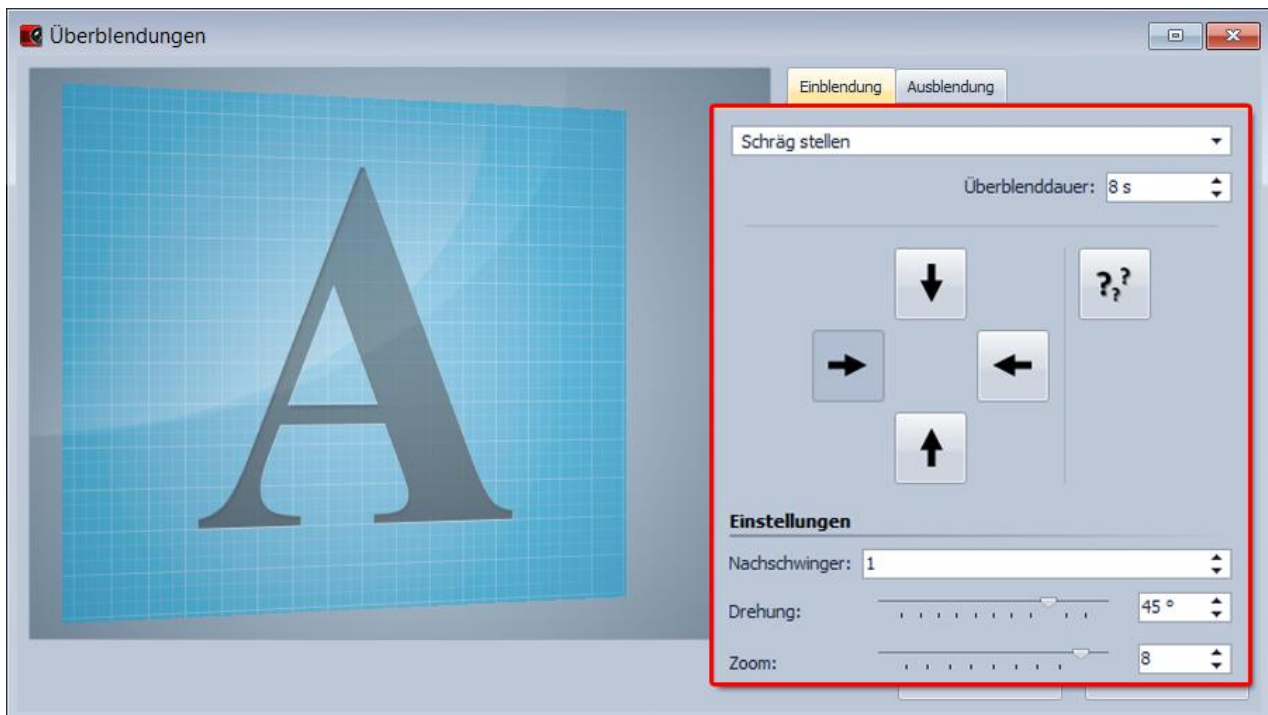 Überblendungen
Einblendung Ausblendung
Schräg stellen
Überblenddauer: 8 s
???
A
Einstellungen
Nachschwinger: 1
Drehung: 45 °
Zoom: 8